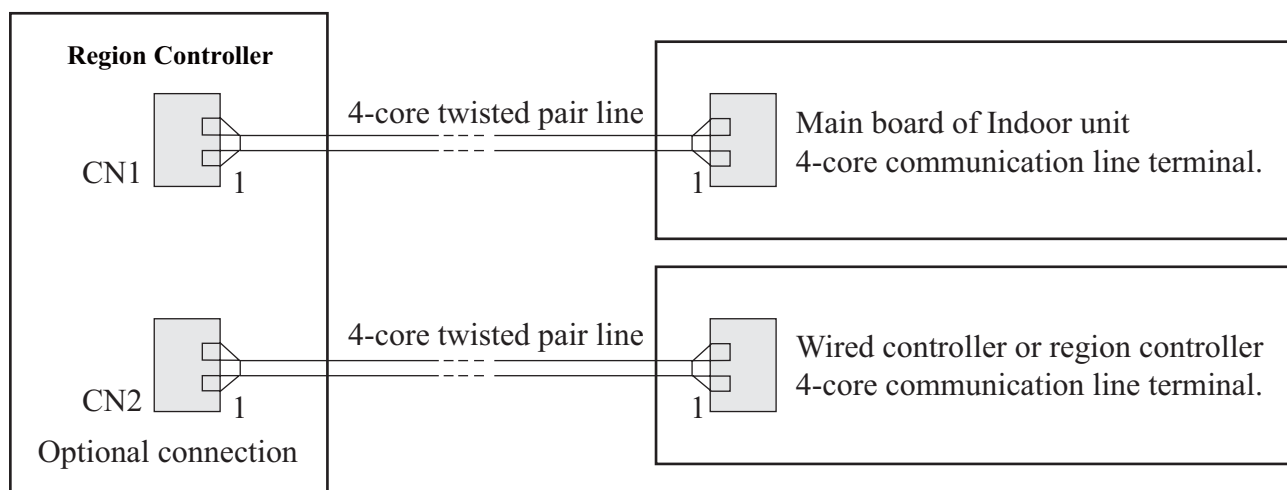 Region Controller
4-core twisted pair line
CN1
1
1
Main board of Indoor unit
4-core communication line terminal.
4-core twisted pair line
CN2
1
1
Wired controller or region controller
4-core communication line terminal.
Optional connection